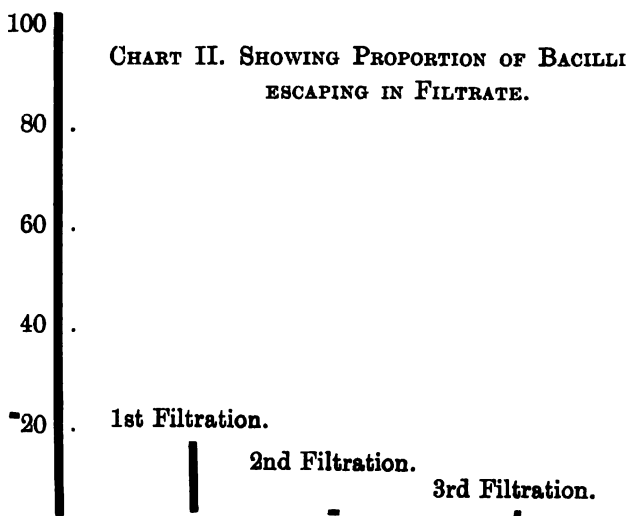 100
CHART II. SHOWING PROPORTION OF BACILLI
ESCAPING IN FILTRATE.
80
60
40
20
1st Filtration.
2nd Filtration.
3rd Filtration.